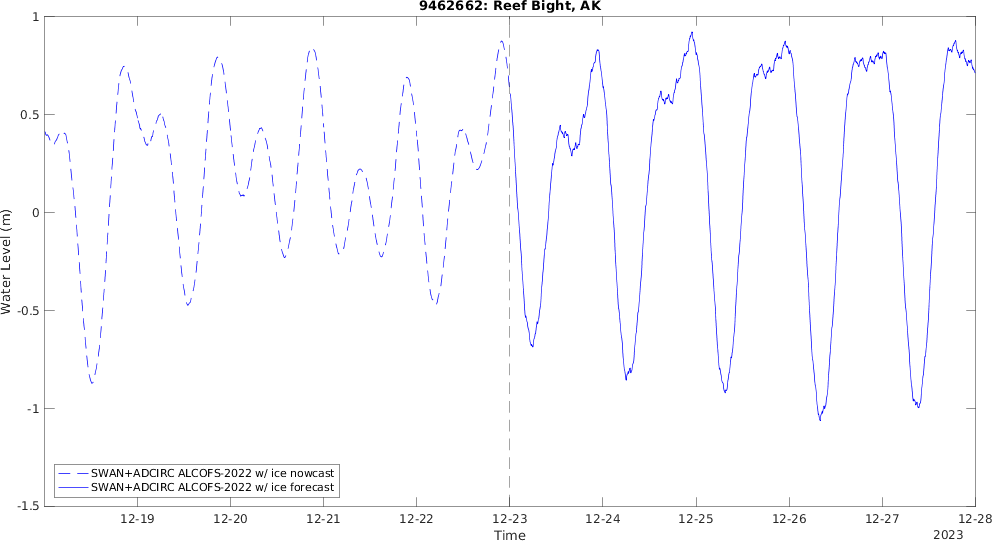 9462662: Reef Bight, AK
1
0.5
0
-0.5
-1
-1.5
Water Level (m)
SWAN+ADCIRC ALCOFS-2022 w/ ice nowcast
SWAN+ADCIRC ALCOFS-2022 w/ ice forecast
12-19 12-20 12-21 12-22 12-23 12-24 12-25 12-26 12-27 12-28
Time
2023